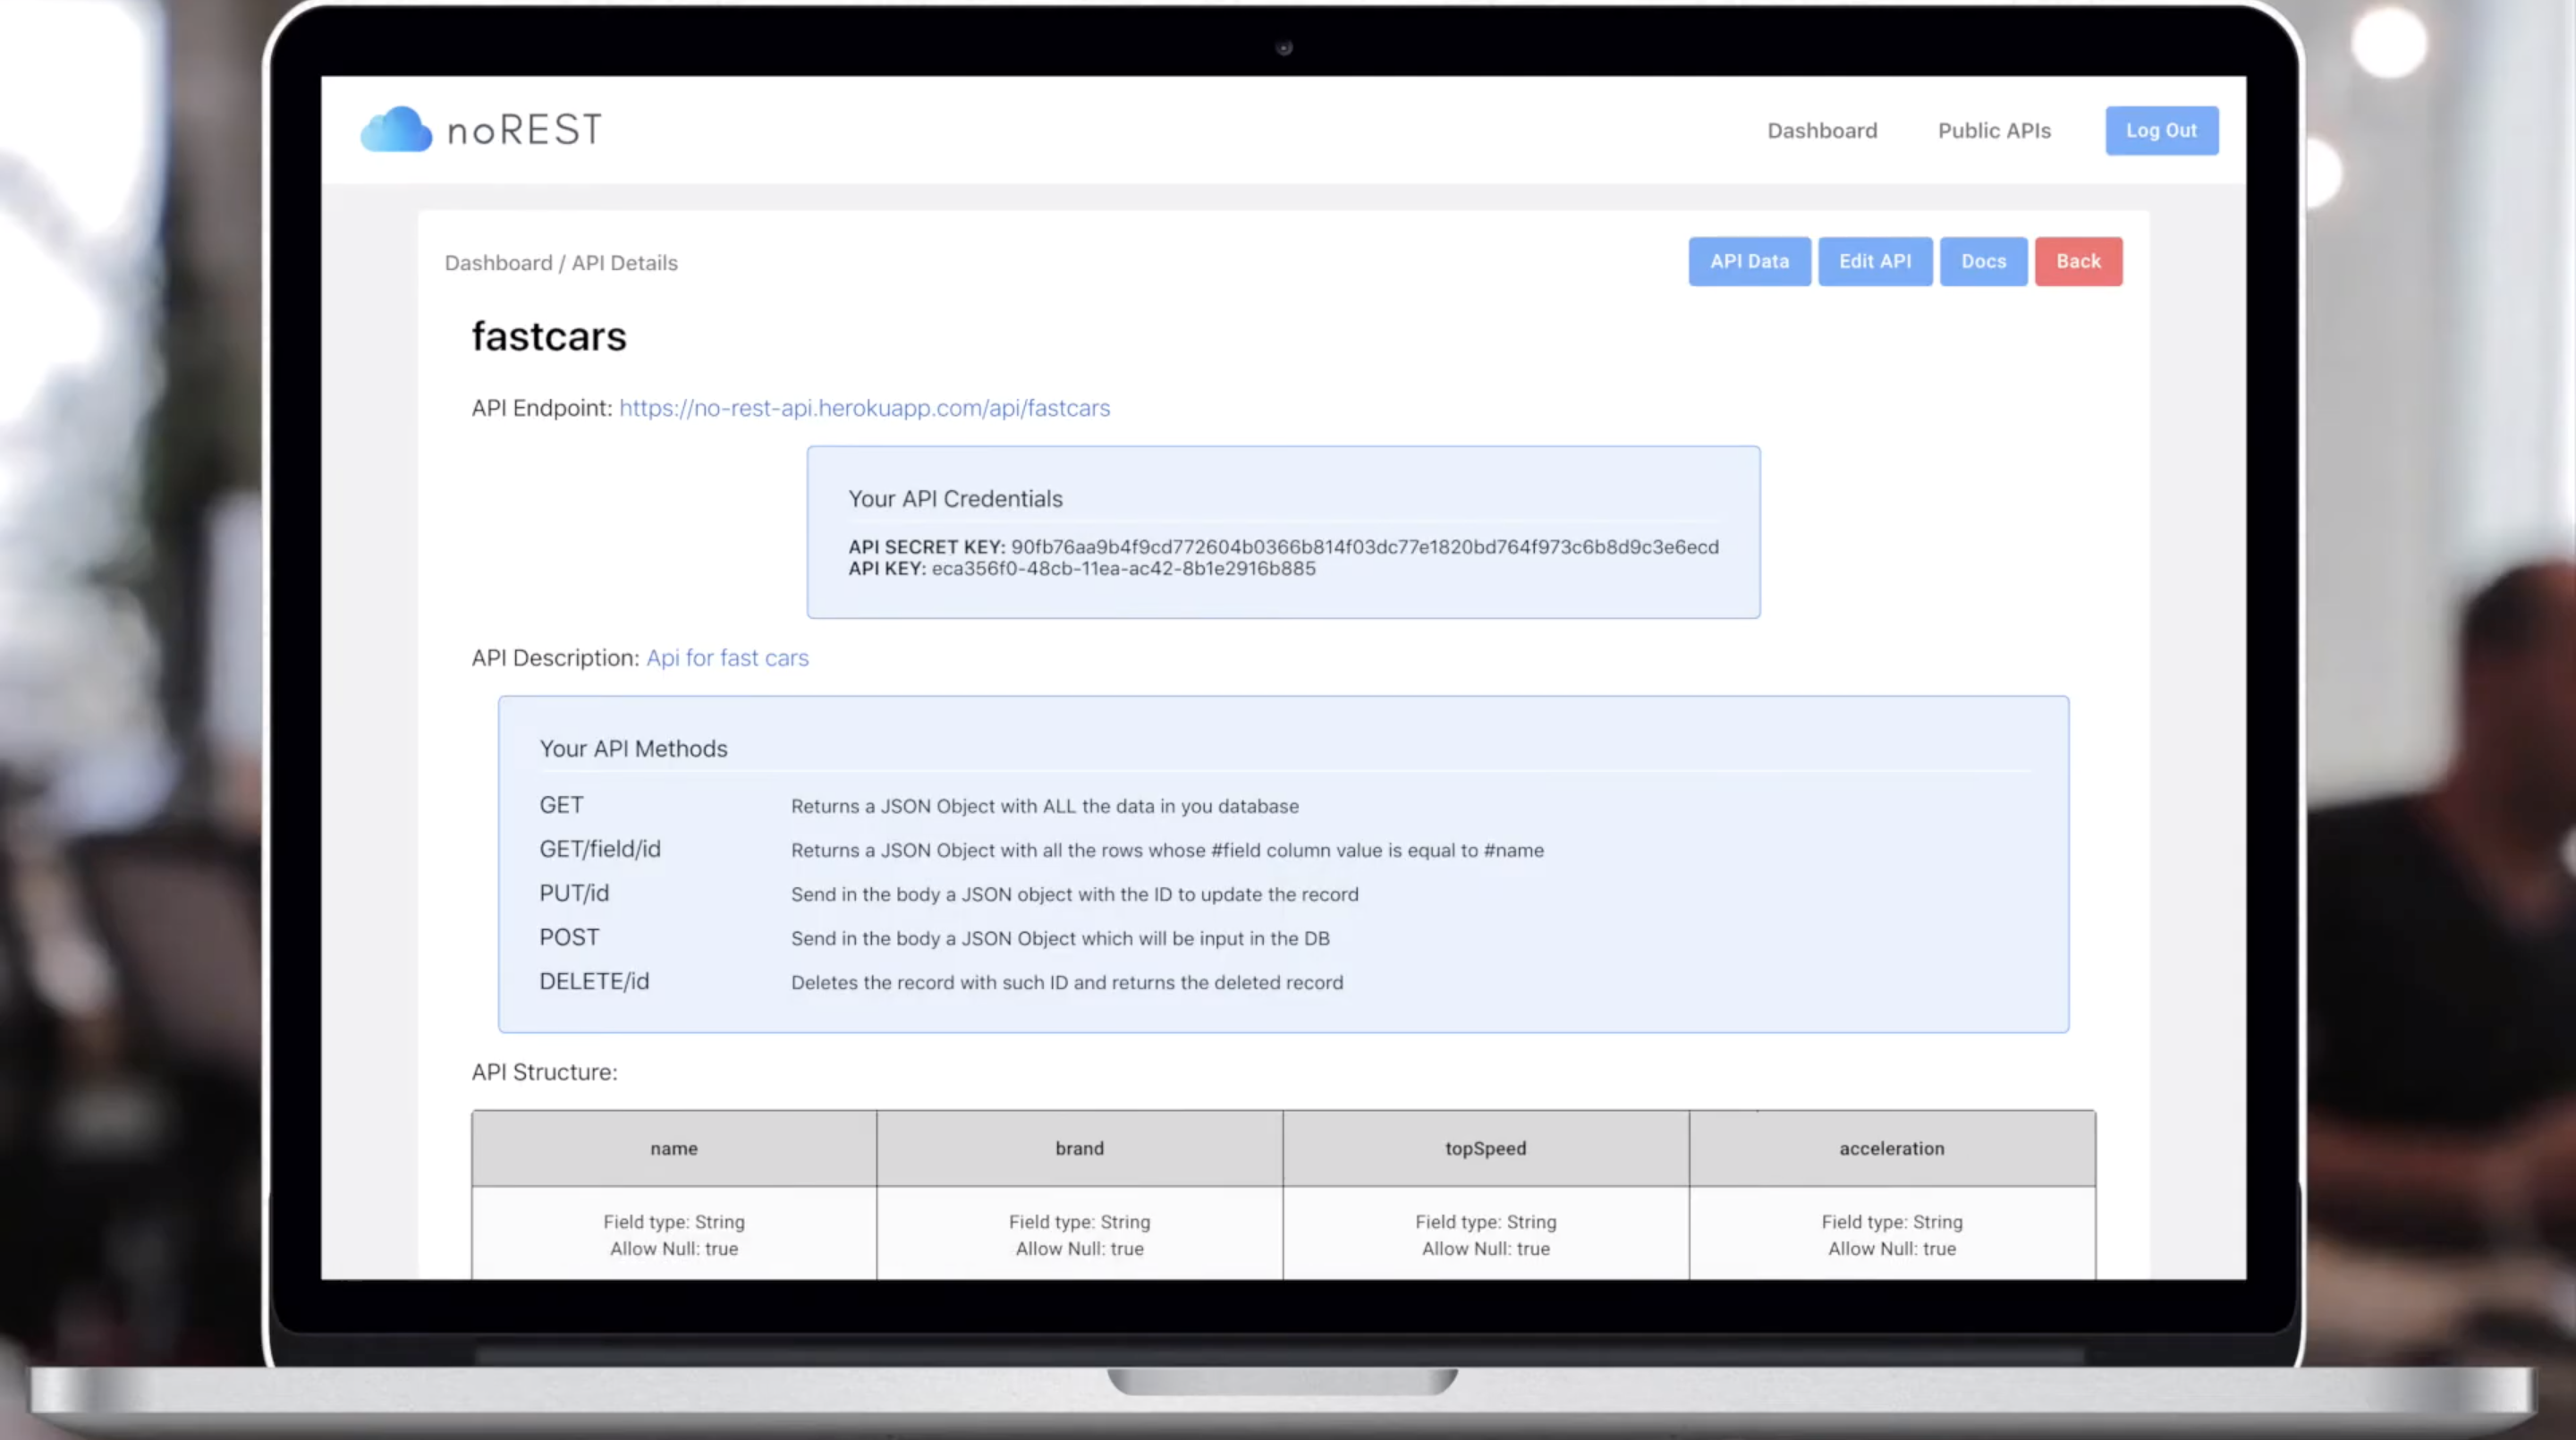 noREST
Dashboard
Public APIs
Log Out
Dashboard / API Details
API Data
Edit API
Docs
Back
fastcars
API Endpoint: https://no-rest-api.herokuapp.com/api/fastcars
Your API Credentials
API SECRET KEY: 90fb76aa9b4f9cd772604b0366b814f03dc77e1820bd764f973c6b8d9c3e6ecd
API KEY: eca356f0-48cb-11ea-ac42-8b1e2916b885
API Description: Api for fast cars
Your API Methods
GET Returns a JSON Object with ALL the data in you database
GET/field/id Returns a JSON Object with all the rows whose #field column value is equal to #name
PUT/id Send in the body a JSON object with the ID to update the record
POST Send in the body a JSON Object which will be input in the DB
DELETE/id Deletes the record with such ID and returns the deleted record
API Structure:
name brand topSpeed acceleration
Field type: String Field type: String Field type: String Field type: String
Allow Null: true Allow Null: true Allow Null: true Allow Null: true